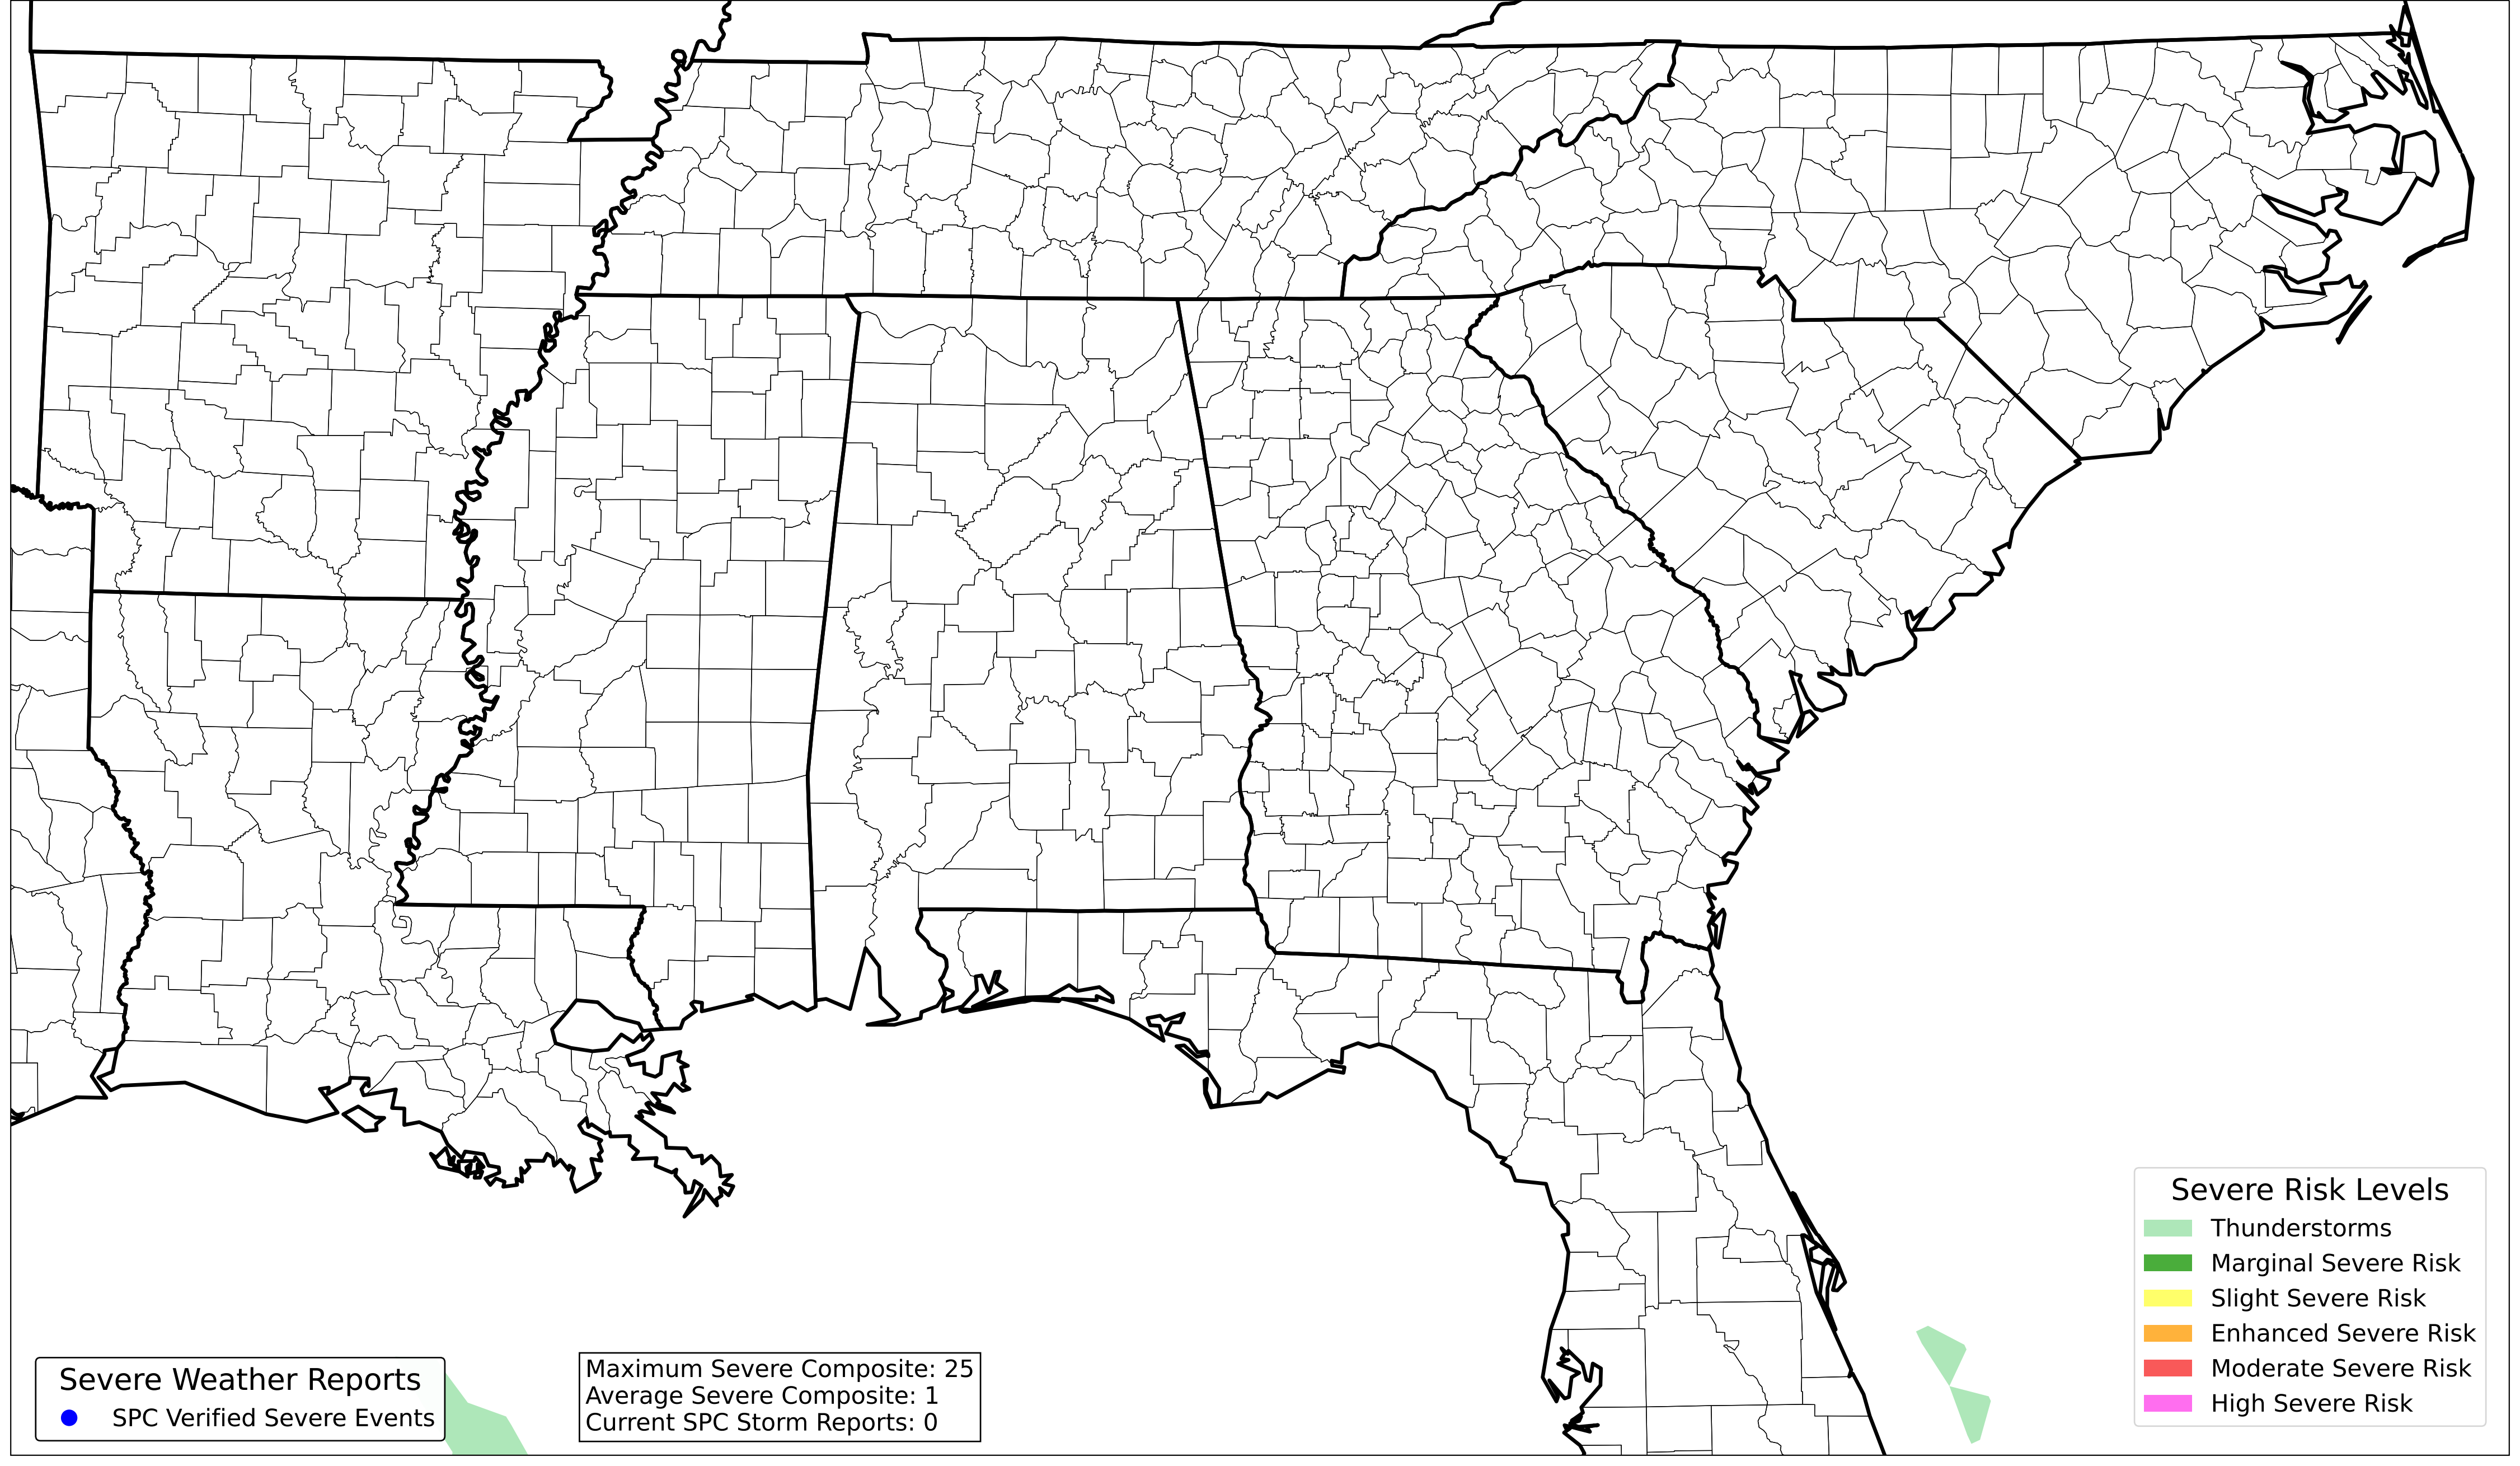 Severe Weather Reports
SPC Verified Severe Events
Maximum Severe Composite: 25
Average Severe Composite: 1
Current SPC Storm Reports: 0
Severe Risk Levels
Thunderstorms
Marginal Severe Risk
Slight Severe Risk
Enhanced Severe Risk
Moderate Severe Risk
High Severe Risk